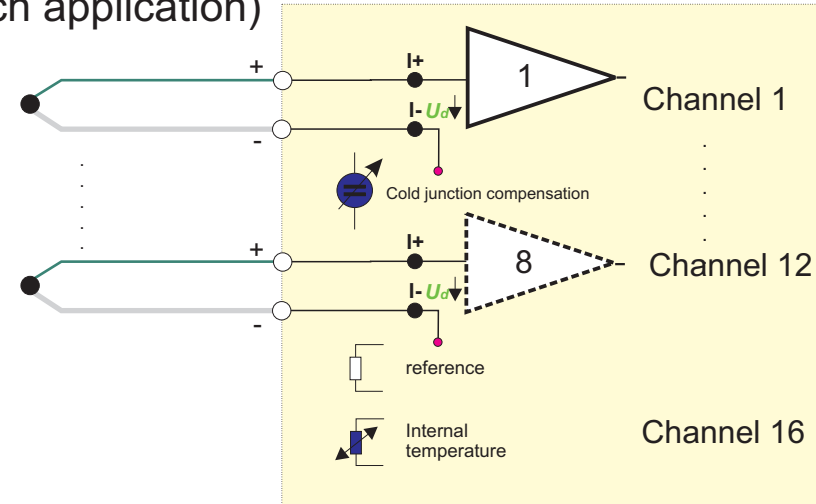 ch application)
+
I+
1
Channel 1
I- Ud
-
Cold junction compensation
+
I+
8
Channel 12
I- Ud
-
reference
Internal
temperature
Channel 16